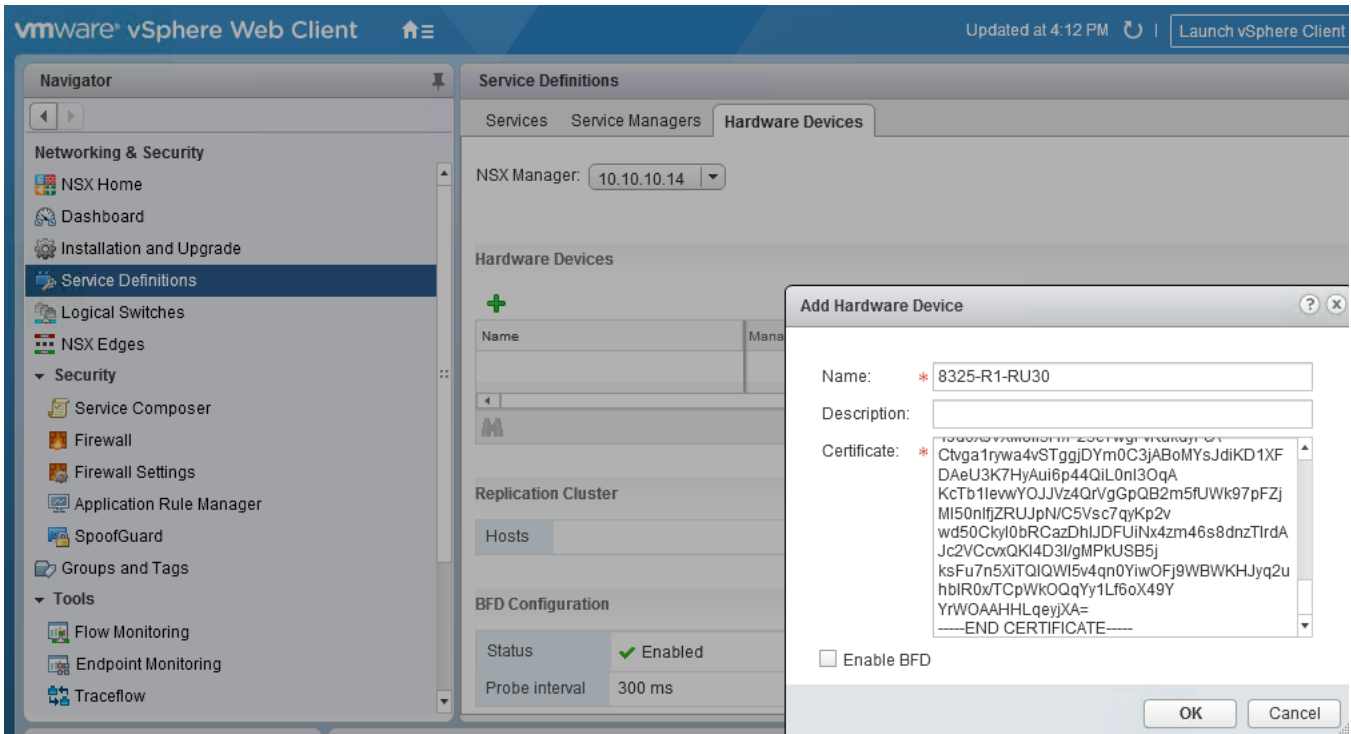 vmware® vSphere Web Client
Updated at 4:12 PM
Launch vSphere Client
Navigator
Networking & Security
NSX Home
Dashboard
Installation and Upgrade
Service Definitions
Logical Switches
NSX Edges
Security
Service Composer
Firewall
Firewall Settings
Application Rule Manager
SpoofGuard
Groups and Tags
Tools
Flow Monitoring
Endpoint Monitoring
Traceflow
Service Definitions
Services Service Managers Hardware Devices
NSX Manager: 10.10.10.14
Hardware Devices
Name Mana
Replication Cluster
Hosts
BFD Configuration
Status Enabled
Probe interval 300 ms
Add Hardware Device
Name: * 8325-R1-RU30
Description:
Certificate: *
Ctvga1rywa4vSTggjDYm0C3jABoMYsJdiKD1XF
DAeU3K7HyAui6p44QiL0nI3OqA
KcTb1IevwYOJJVz4QrVgGpQB2m5fUWk97pFZj
MI50nIfjZRUJpN/C5Vsc7qyKp2v
wd50CkyI0bRCazDhIJDFUiNx4zm46s8dnzTIrdA
Jc2VCcvxQKI4D3I/gMPkUSB5j
ksFu7n5XiTQIQWI5v4qn0YiwOFj9WBWKHJyq2u
hbIR0x/TCpWkOQqYy1Lf6oX49Y
YrWOAAHHLqeyjXA=
-----END CERTIFICATE-----
Enable BFD
OK Cancel